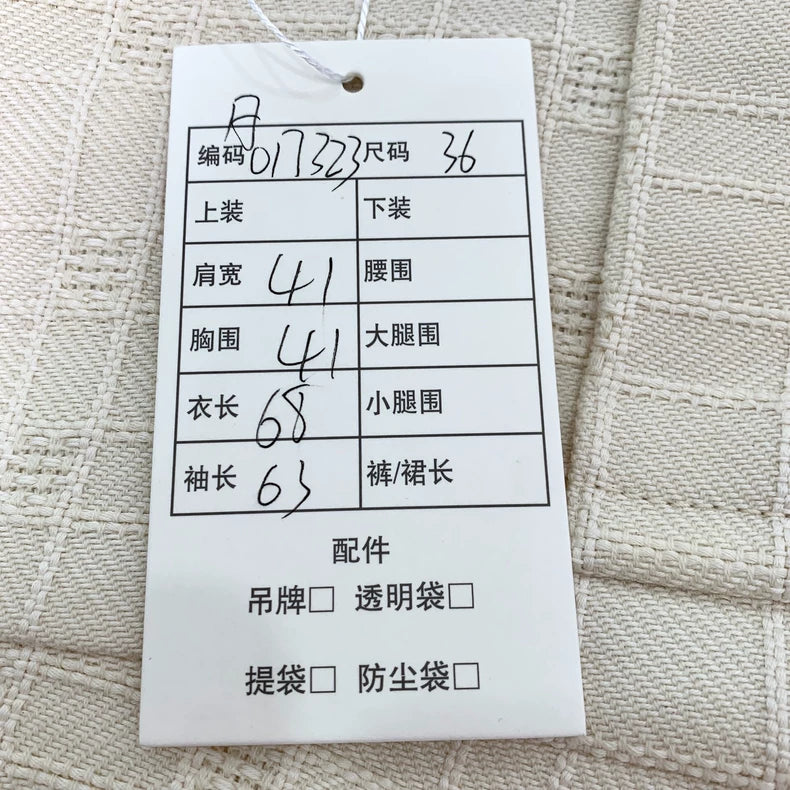 月
编码 017323 尺码 36
上装 下装
肩宽 41 腰围
胸围 41 大腿围
衣长 68 小腿围
袖长 63 裤/裙长
配件
吊牌□ 透明袋□
提袋□ 防尘袋□